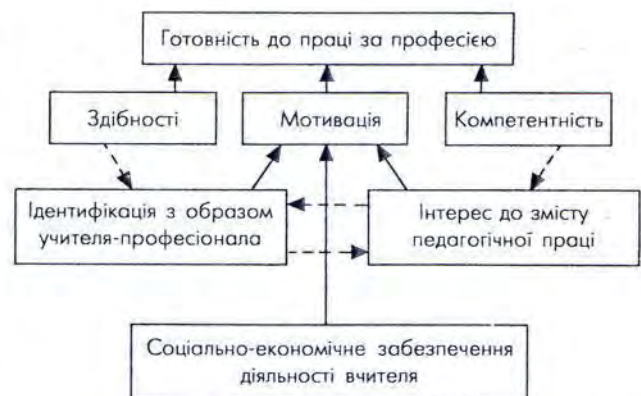 Готовність до праці за професією
Здібності
Мотивація
Компетентність
Ідентифікація з образом
учителя-професіонала
Інтерес до змісту
педагогічної праці
Соціально-економічне забезпечення
діяльності вчителя